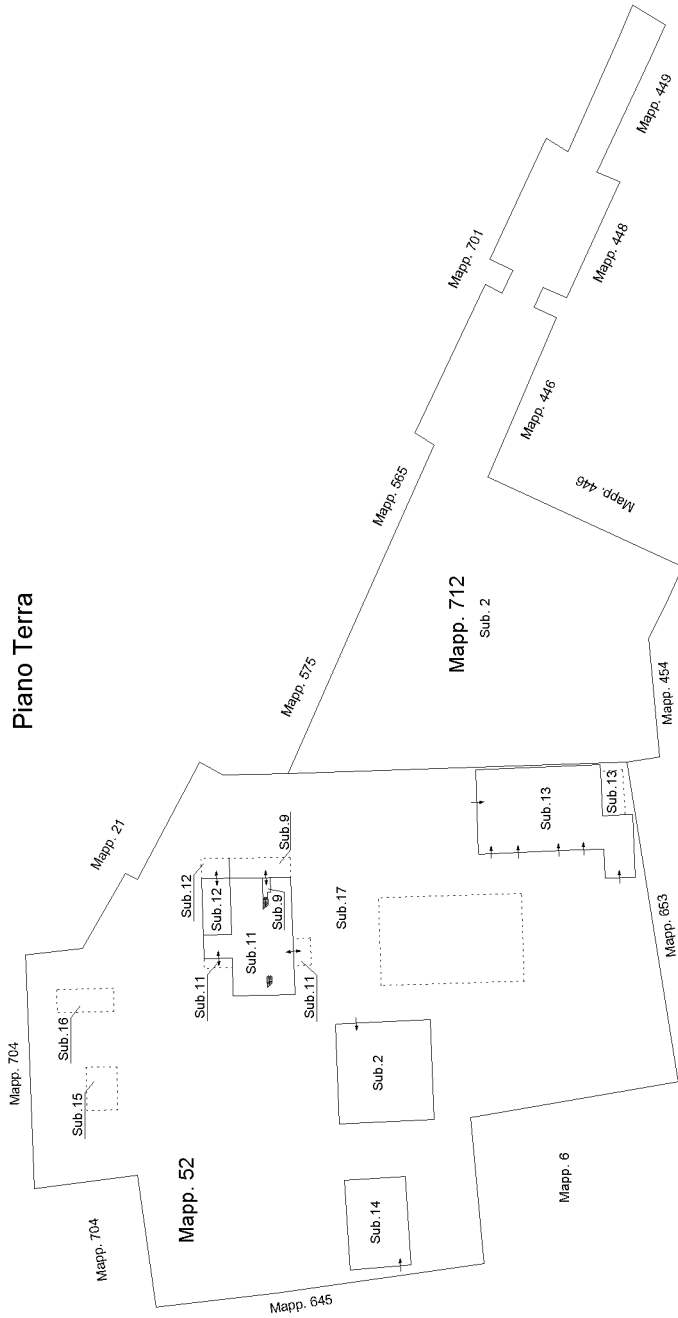 Piano Terra
Mapp. 449
Mapp. 701
Mapp. 448
Mapp. 446
Mapp. 565
Mapp. 446
Mapp. 712
Sub. 2
Mapp. 575
Mapp. 454
Mapp. 21
Sub.9
Sub.13
Sub.13
Sub.12
Sub.12
Sub.9
Sub.17
Sub.11
Mapp. 653
Sub.11
Sub.11
Sub.16
Mapp. 704
Sub.2
Sub.15
Mapp. 52
Mapp. 6
Sub.14
Mapp. 704
Mapp. 645